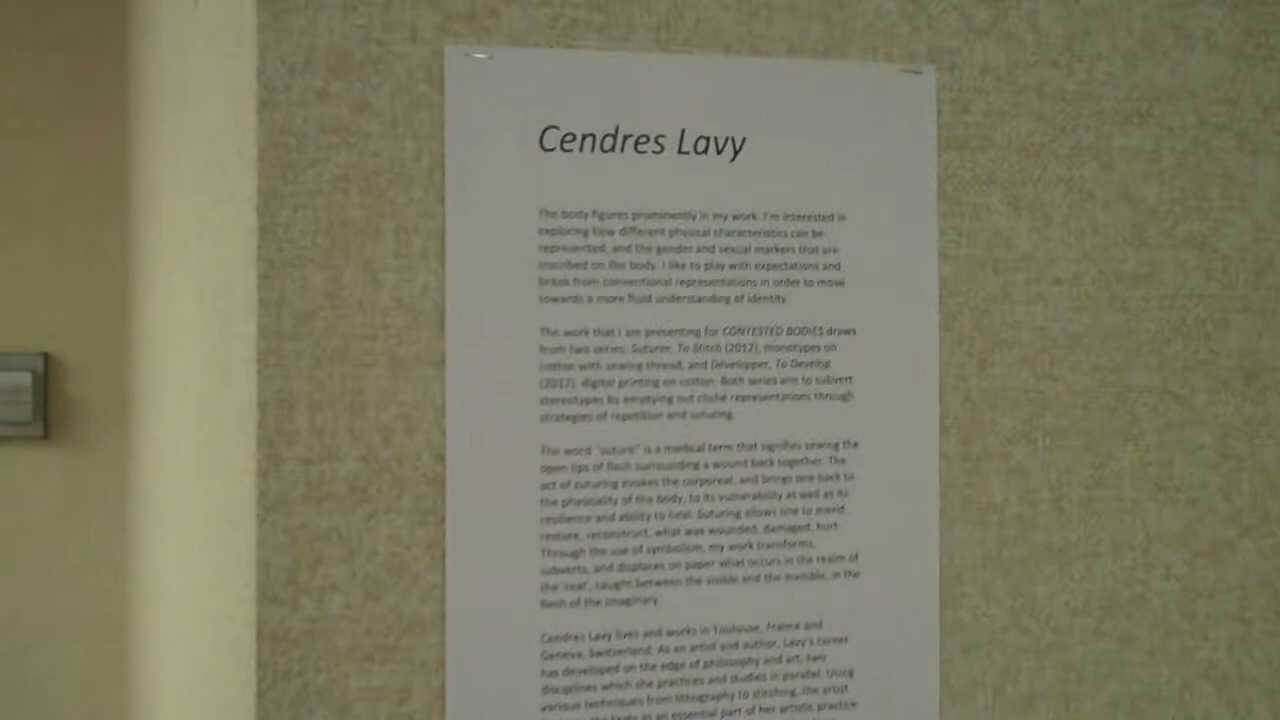 Cendres Lavy
The body figures prominently in my work. I'm interested in
exploring how different physical characteristics can be
represented, and the gender and sexual markers that are
inscribed on the body. I like to play with expectations and
break from conventional representations in order to move
towards a more fluid understanding of identity.
The work that I am presenting for CONTESTED BODIES draws
from two series: Suturer, To Stitch (2012), monotypes on
cotton with sewing thread, and Développer, To Develop
(2012), digital printing on cotton. Both series aim to subvert
stereotypes by emptying out cliché representations through
strategies of repetition and suturing.
The word "suture" is a medical term that signifies sewing the
open lips of flesh surrounding a wound back together. The
act of suturing evokes the corporeal, and brings one back to
the physicality of the body, to its vulnerability as well as its
resilience and ability to heal. Suturing allows one to mend,
restore, reconstruct, what was wounded, damaged, hurt.
Through the use of symbolism, my work transforms,
subverts, and displaces on paper what occurs in the realm of
the 'real', caught between the visible and the invisible, in the
flesh of the imaginary.
Cendres Lavy lives and works in Toulouse, France and
Geneva, Switzerland. As an artist and author, Lavy's career
has developed on the edge of philosophy and art, two
disciplines which she practices and studies in parallel. Using
various techniques from lithography to stitching, the artist
the body as an essential part of her artistic practice